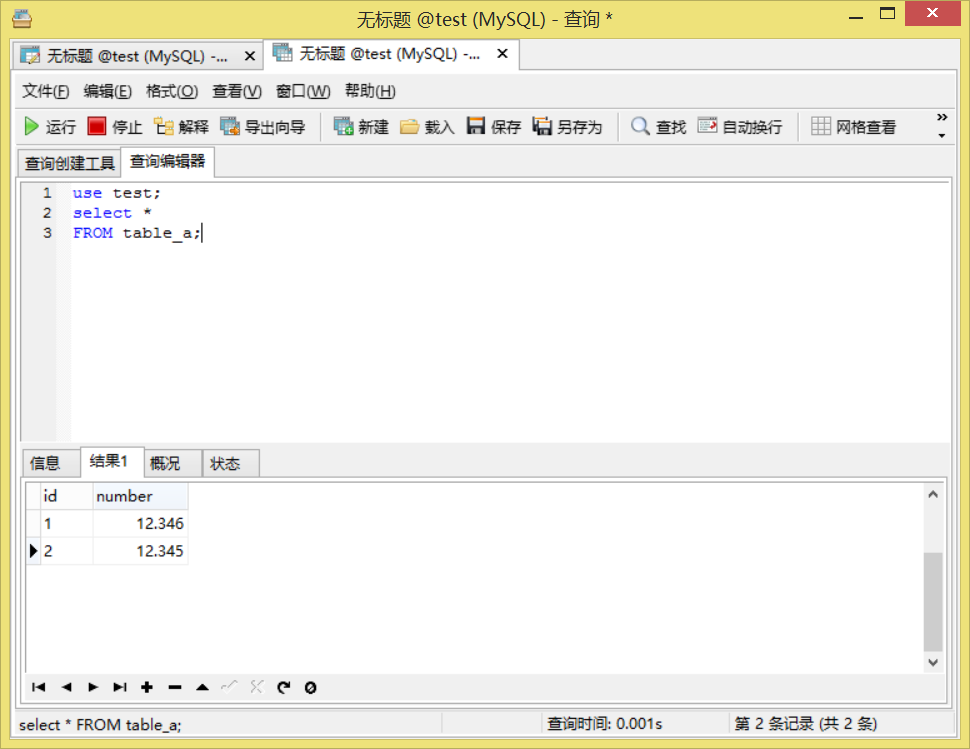 无标题 @test (MySQL) - 查询 *
无标题 @test (MySQL) -... 无标题 @test (MySQL) -...
文件(F) 编辑(E) 格式(O) 查看(V) 窗口(W) 帮助(H)
运行 停止 解释 导出向导 新建 载入 保存 另存为 查找 自动换行 网格查看
查询创建工具 查询编辑器
1 use test;
2 select *
3 FROM table_a;
信息 结果1 概况 状态
id number
1 12.346
2 12.345
select * FROM table_a; 查询时间: 0.001s 第 2 条记录 (共 2 条)